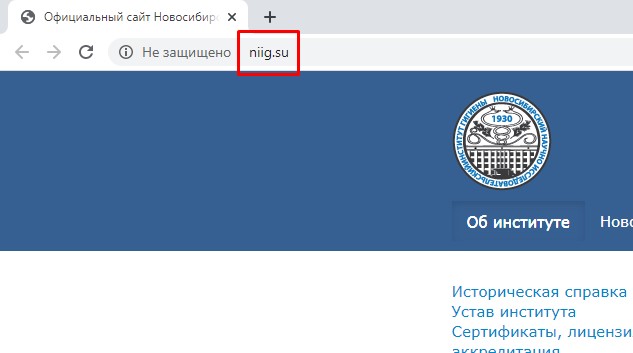 Официальный сайт Новосибирс
Не защищено
niig.su
НОВОСИБИРСКИЙ НАУЧНО ИССЛЕДОВАТЕЛЬСКИЙ ИНСТИТУТ ГИГИЕНЫ
1930
Об институте
Ново
Историческая справка
Устав института
Сертификаты, лицензи
аккредитация